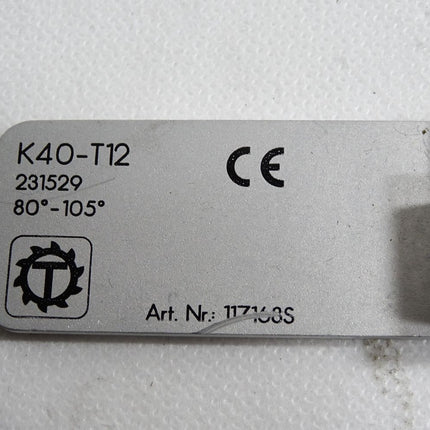 K40-T12
CE
231529
80°-105°
T
Art. Nr.: 117168S